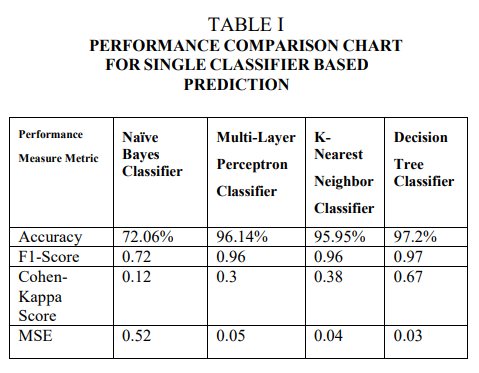 TABLE I
PERFORMANCE COMPARISON CHART
FOR SINGLE CLASSIFIER BASED
PREDICTION
Performance
Measure Metric
Naïve
Bayes
Classifier
Multi-Layer
Perceptron
Classifier
K-
Nearest
Neighbor
Classifier
Decision
Tree
Classifier
Accuracy 72.06% 96.14% 95.95% 97.2%
F1-Score 0.72 0.96 0.96 0.97
Cohen-
Kappa
Score
0.12 0.3 0.38 0.67
MSE 0.52 0.05 0.04 0.03